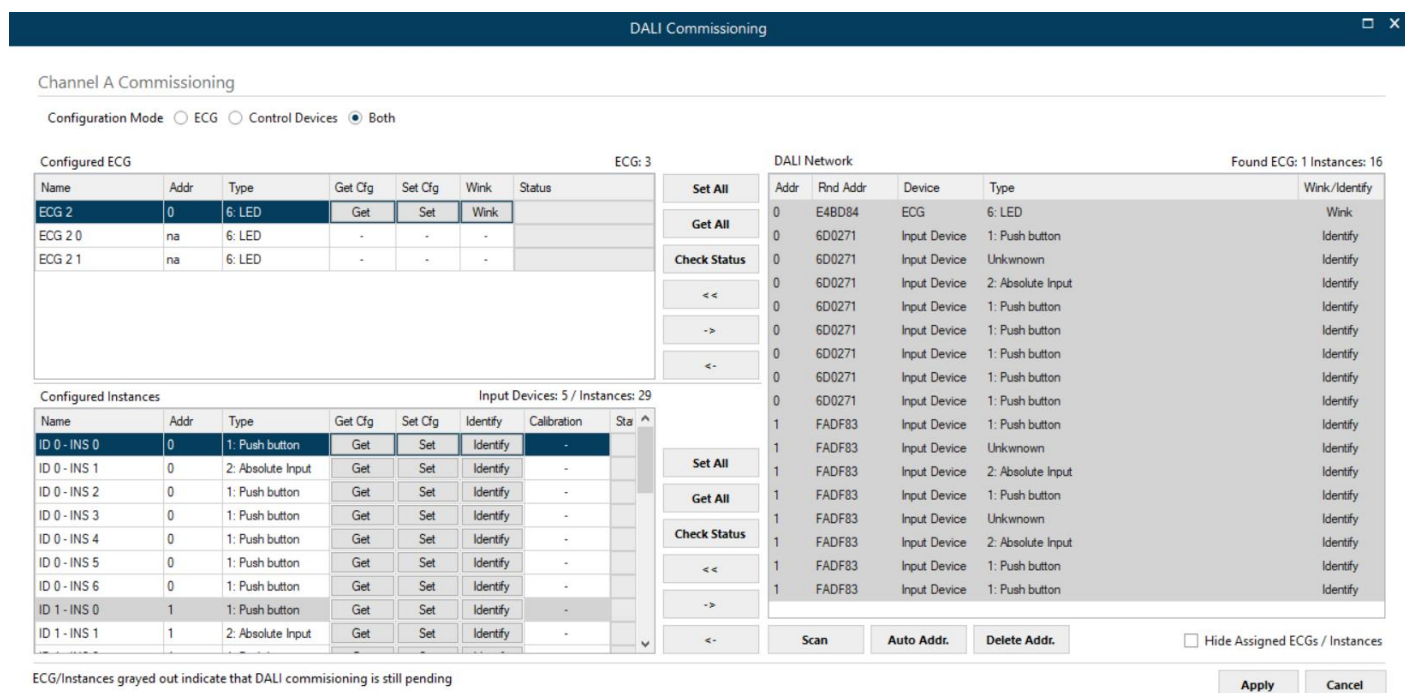 DALI Commissioning
Channel A Commissioning
Configuration Mode ECG Control Devices Both
Configured ECG ECG: 3
Name Addr Type Get Cfg Set Cfg Wink Status
ECG 2 0 6: LED Get Set Wink
ECG 2 0 na 6: LED - - -
ECG 2 1 na 6: LED - - -
Configured Instances Input Devices: 5 / Instances: 29
Name Addr Type Get Cfg Set Cfg Identify Calibration Sta
ID 0 - INS 0 0 1: Push button Get Set Identify -
ID 0 - INS 1 0 2: Absolute Input Get Set Identify -
ID 0 - INS 2 0 1: Push button Get Set Identify -
ID 0 - INS 3 0 1: Push button Get Set Identify -
ID 0 - INS 4 0 1: Push button Get Set Identify -
ID 0 - INS 5 0 1: Push button Get Set Identify -
ID 0 - INS 6 0 1: Push button Get Set Identify -
ID 1 - INS 0 1 1: Push button Get Set Identify -
ID 1 - INS 1 1 2: Absolute Input Get Set Identify -
Set All
Get All
Check Status
<<
->
<-
Set All
Get All
Check Status
<<
->
<-
DALI Network Found ECG: 1 Instances: 16
Addr Rnd Addr Device Type Wink/Identify
0 E4BD84 ECG 6: LED Wink
0 6D0271 Input Device 1: Push button Identify
0 6D0271 Input Device Unkwnown Identify
0 6D0271 Input Device 2: Absolute Input Identify
0 6D0271 Input Device 1: Push button Identify
0 6D0271 Input Device 1: Push button Identify
0 6D0271 Input Device 1: Push button Identify
0 6D0271 Input Device 1: Push button Identify
0 6D0271 Input Device 1: Push button Identify
1 FADF83 Input Device 1: Push button Identify
1 FADF83 Input Device Unkwnown Identify
1 FADF83 Input Device 2: Absolute Input Identify
1 FADF83 Input Device 1: Push button Identify
1 FADF83 Input Device Unkwnown Identify
1 FADF83 Input Device 2: Absolute Input Identify
1 FADF83 Input Device 1: Push button Identify
1 FADF83 Input Device 1: Push button Identify
Scan Auto Addr. Delete Addr. Hide Assigned ECGs / Instances
ECG/Instances grayed out indicate that DALI commisioning is still pending
Apply Cancel